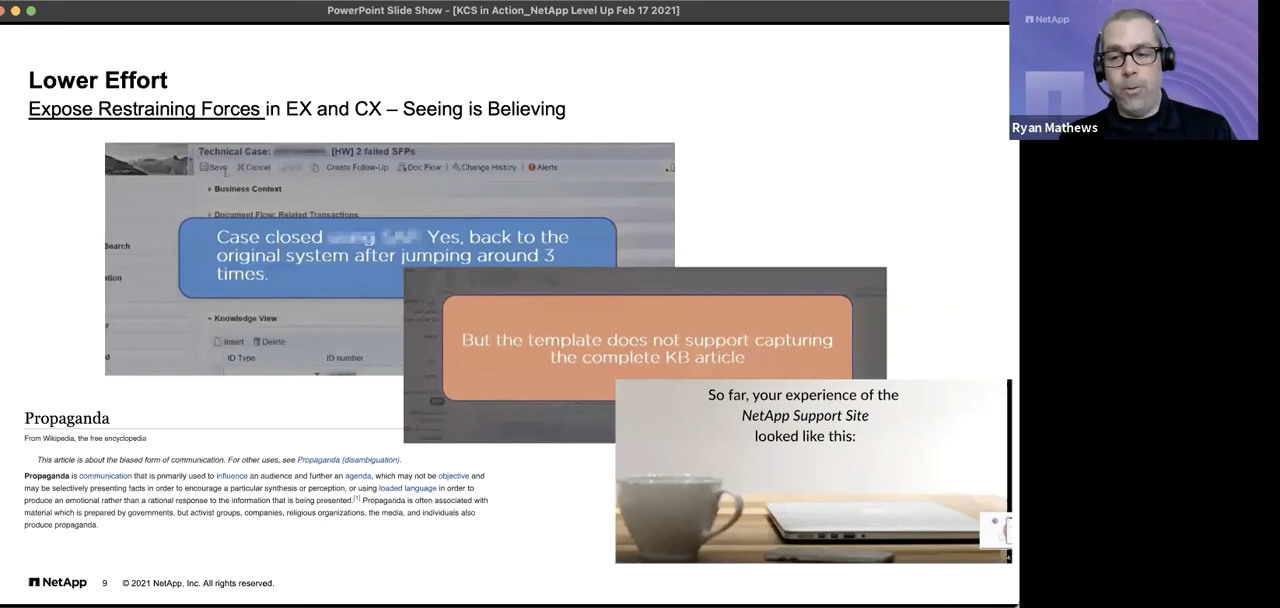 PowerPoint Slide Show - [KCS in Action_NetApp Level Up Feb 17 2021]
NetApp
Ryan Mathews
Lower Effort
Expose Restraining Forces in EX and CX – Seeing is Believing
Technical Case: [HW] 2 failed SFPs
Save Cancel Create Follow-Up Doc Flow Change History Alerts
Business Context
Document Flow: Related Transactions
Search
Case closed Yes, back to the
original system after jumping around 3
times.
Knowledge View
Insert Delete
ID Type ID number
But the template does not support capturing
the complete KB article
So far, your experience of the
NetApp Support Site
looked like this:
Propaganda
From Wikipedia, the free encyclopedia
This article is about the biased form of communication. For other uses, see Propaganda (disambiguation).
Propaganda is communication that is primarily used to influence an audience and further an agenda, which may not be objective and
may be selectively presenting facts in order to encourage a particular synthesis or perception, or using loaded language in order to
produce an emotional rather than a rational response to the information that is being presented.[1] Propaganda is often associated with
material which is prepared by governments, but activist groups, companies, religious organizations, the media, and individuals also
produce propaganda.
NetApp 9 © 2021 NetApp, Inc. All rights reserved.